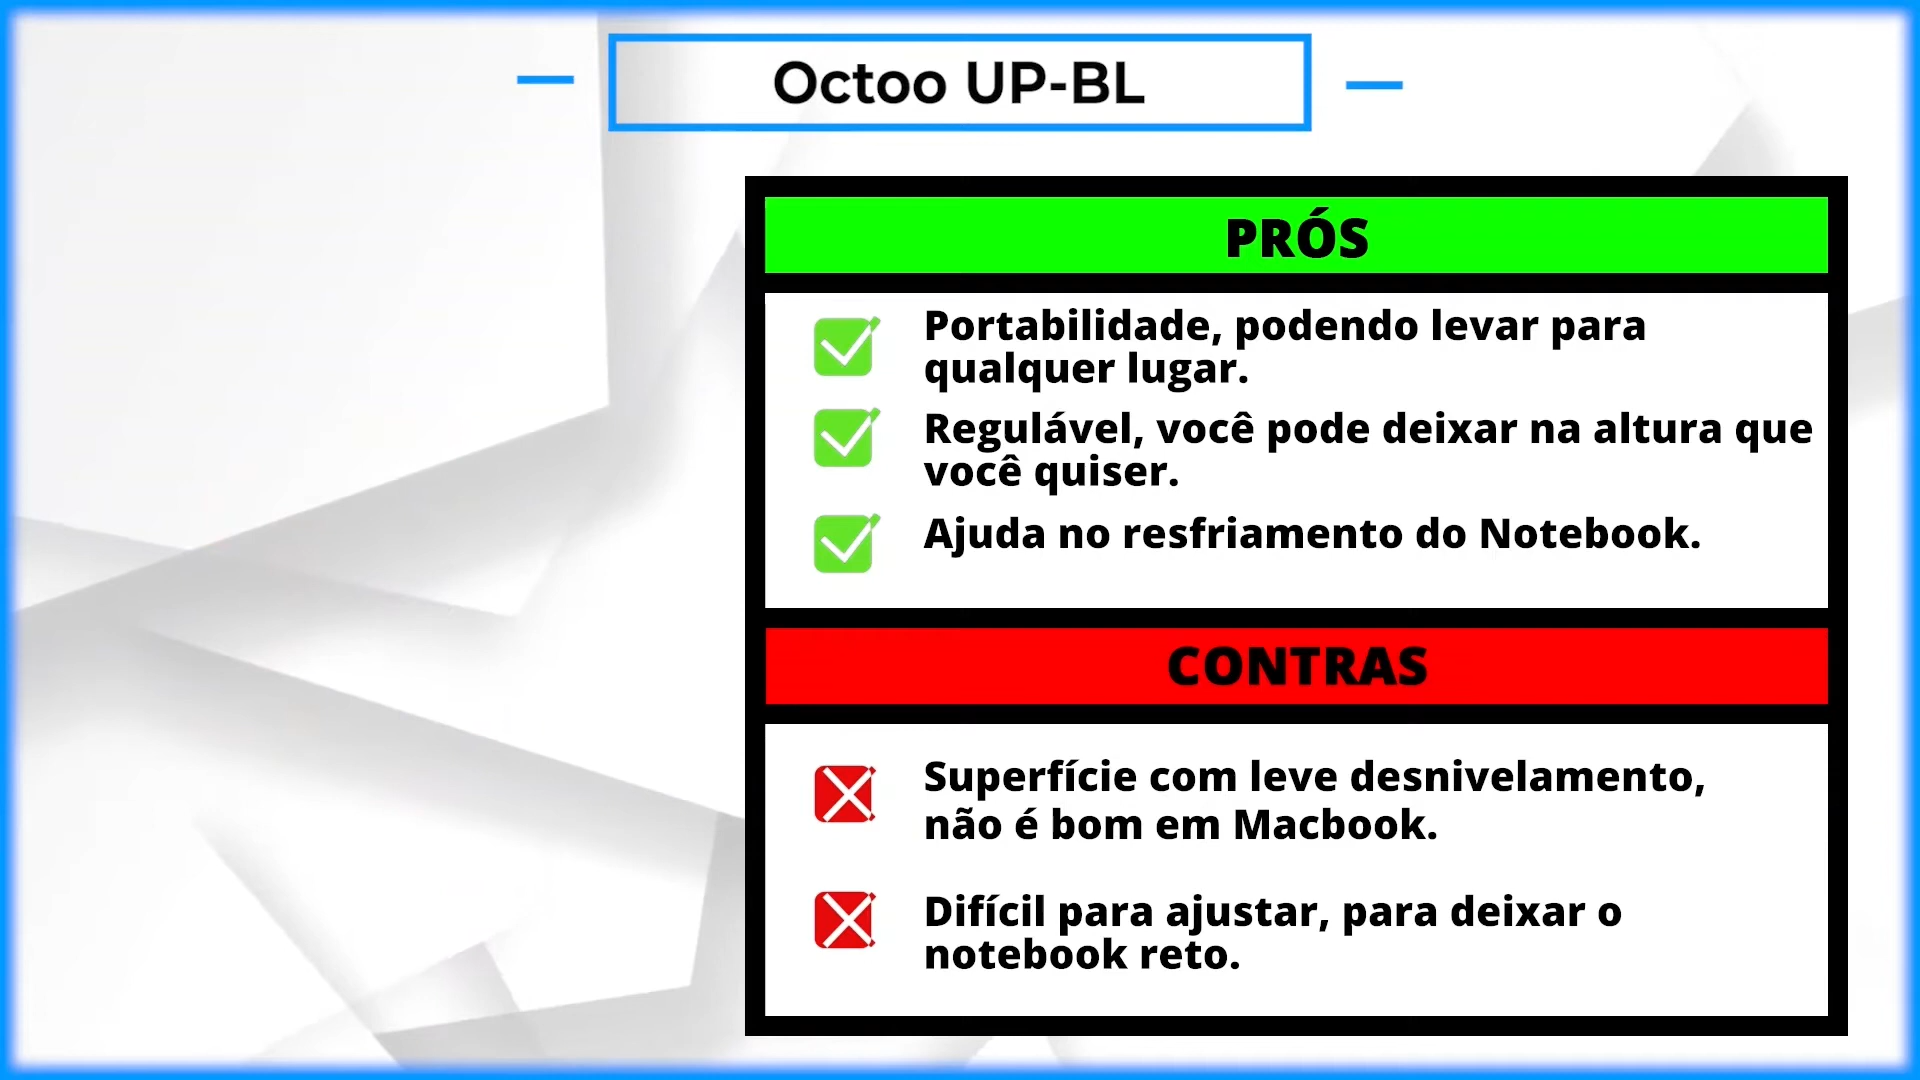 Octoo UP-BL
PRÓS
Portabilidade, podendo levar para
qualquer lugar.
Regulável, você pode deixar na altura que
você quiser.
Ajuda no resfriamento do Notebook.
CONTRAS
Superfície com leve desnivelamento,
não é bom em Macbook.
Difícil para ajustar, para deixar o
notebook reto.